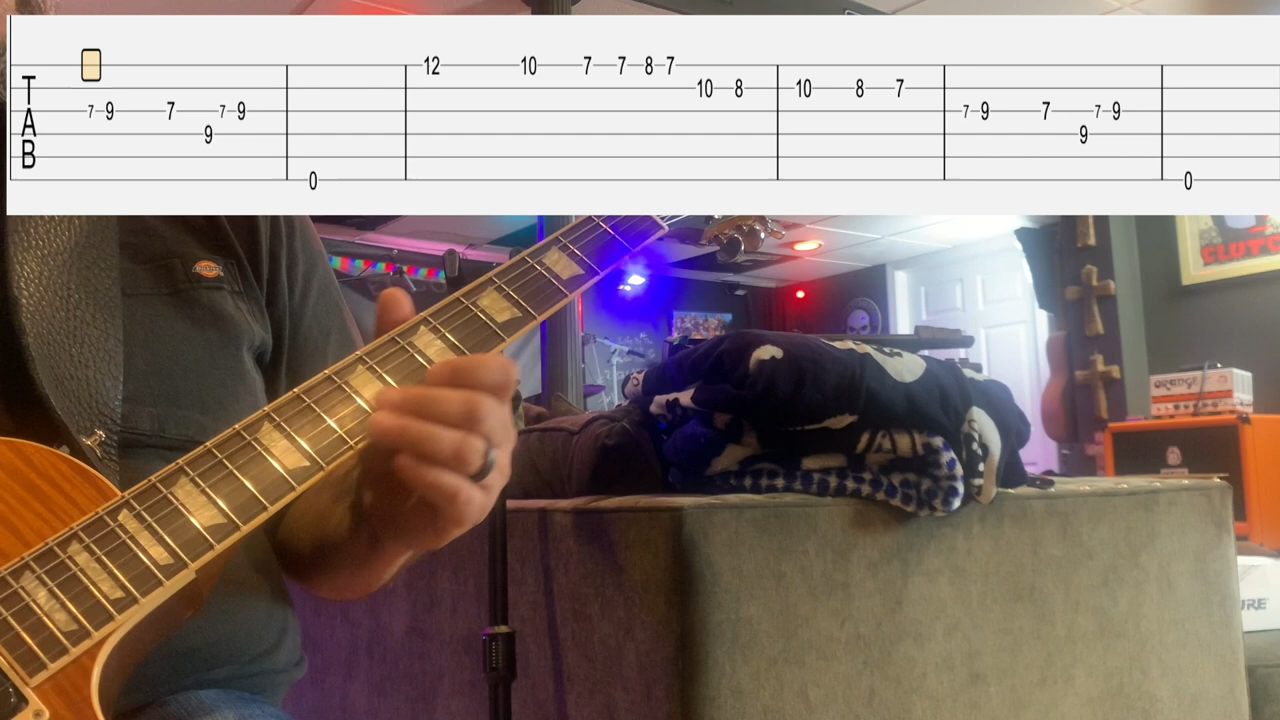 12 10 7 7 8 7
T 10 8 10 8 7
A 7 9 7 7 9 7 9 7 7 9
B 9 9
0 0
Dickies
CLUTCH
orange
URE